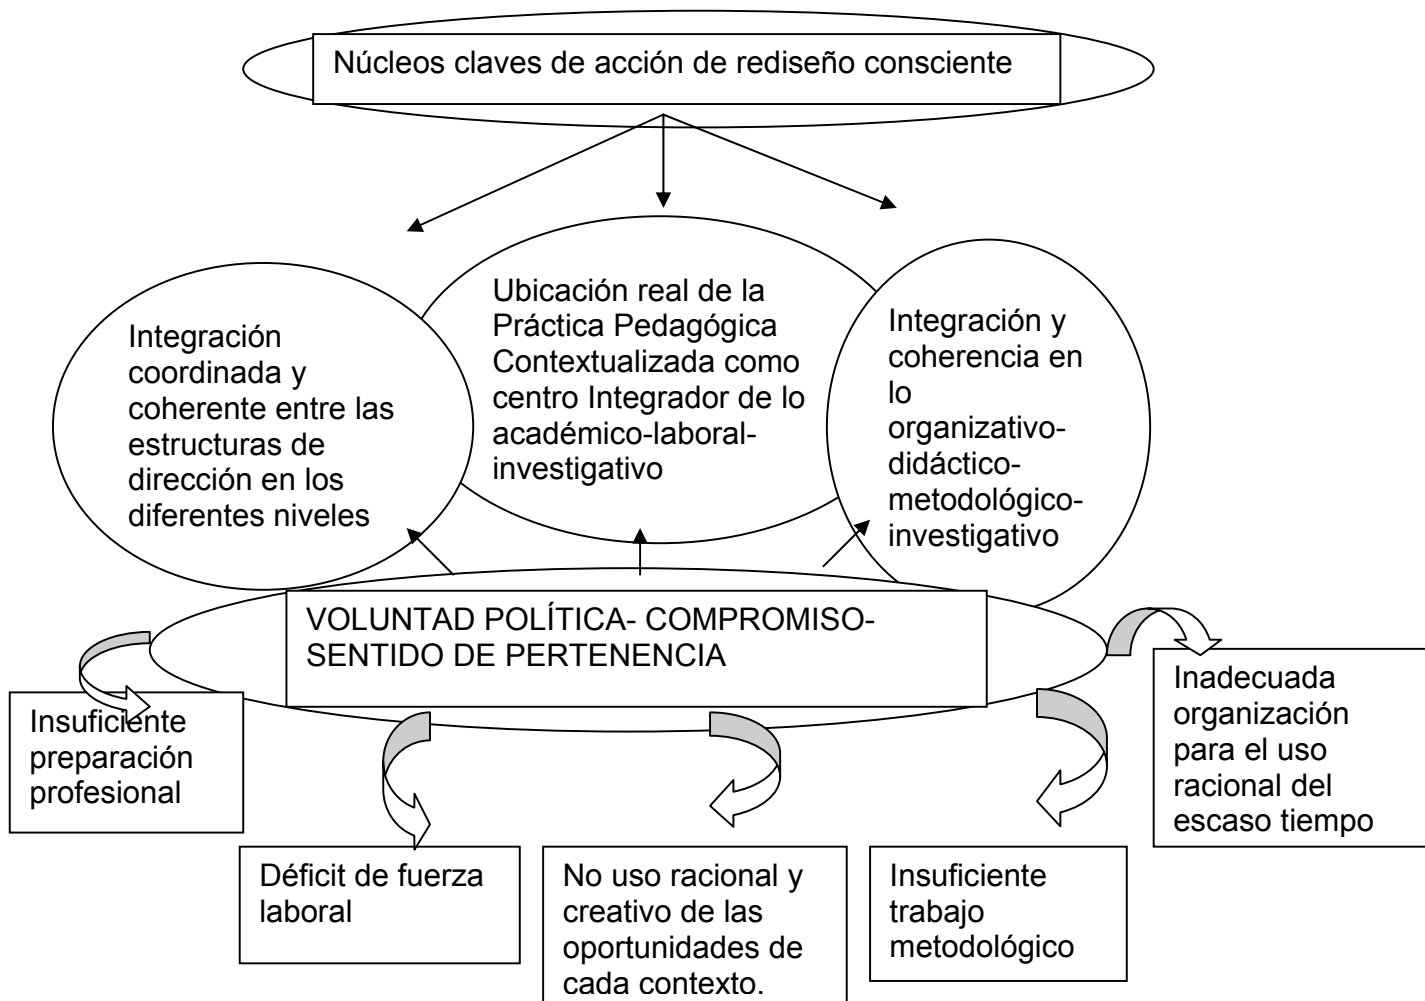 Núcleos claves de acción de rediseño consciente
Integración
coordinada y
coherente entre las
estructuras de
dirección en los
diferentes niveles
Ubicación real de la
Práctica Pedagógica
Contextualizada como
centro Integrador de lo
académico-laboral-
investigativo
Integración y
coherencia en
lo
organizativo-
didáctico-
metodológico-
investigativo
VOLUNTAD POLÍTICA- COMPROMISO-
SENTIDO DE PERTENENCIA
Insuficiente
preparación
profesional
Déficit de fuerza
laboral
No uso racional y
creativo de las
oportunidades de
cada contexto.
Insuficiente
trabajo
metodológico
Inadecuada
organización
para el uso
racional del
escaso tiempo